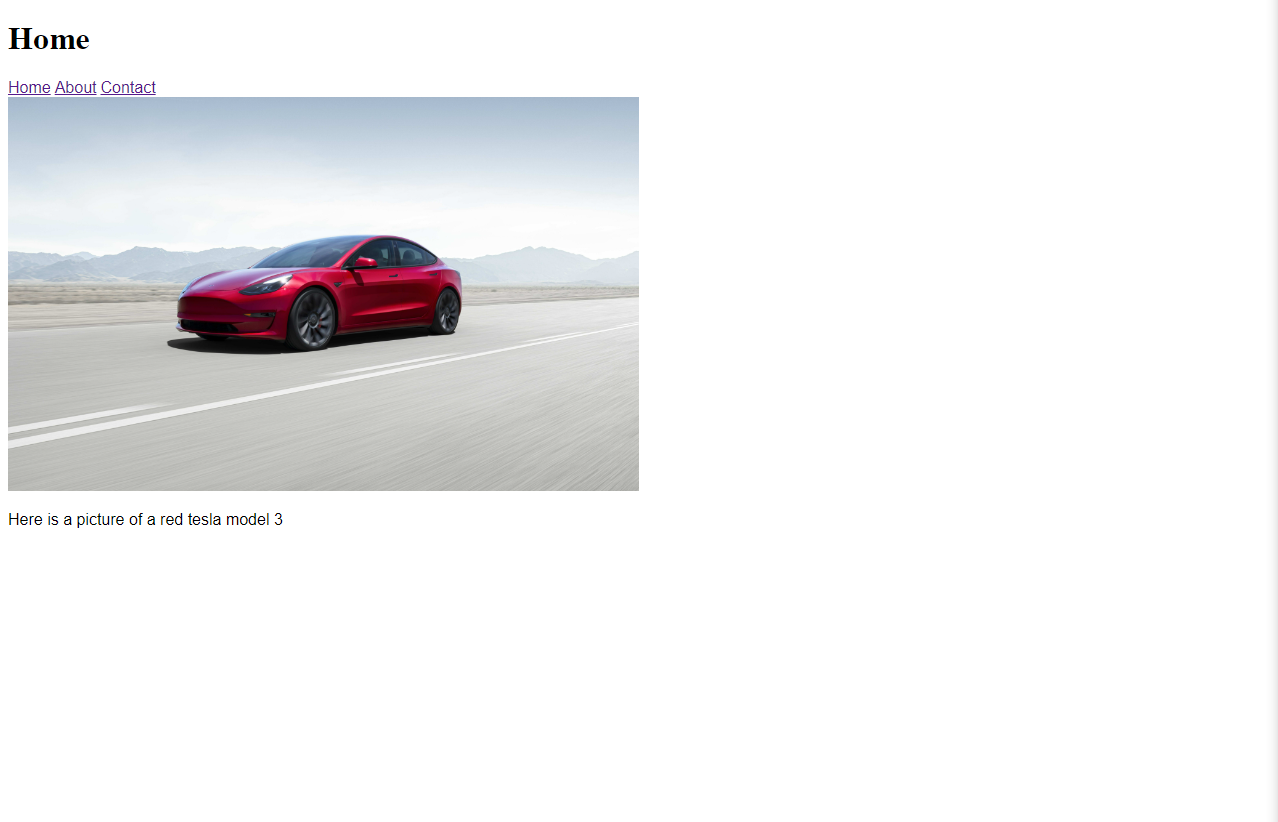 Home
Home About Contact
Here is a picture of a red tesla model 3